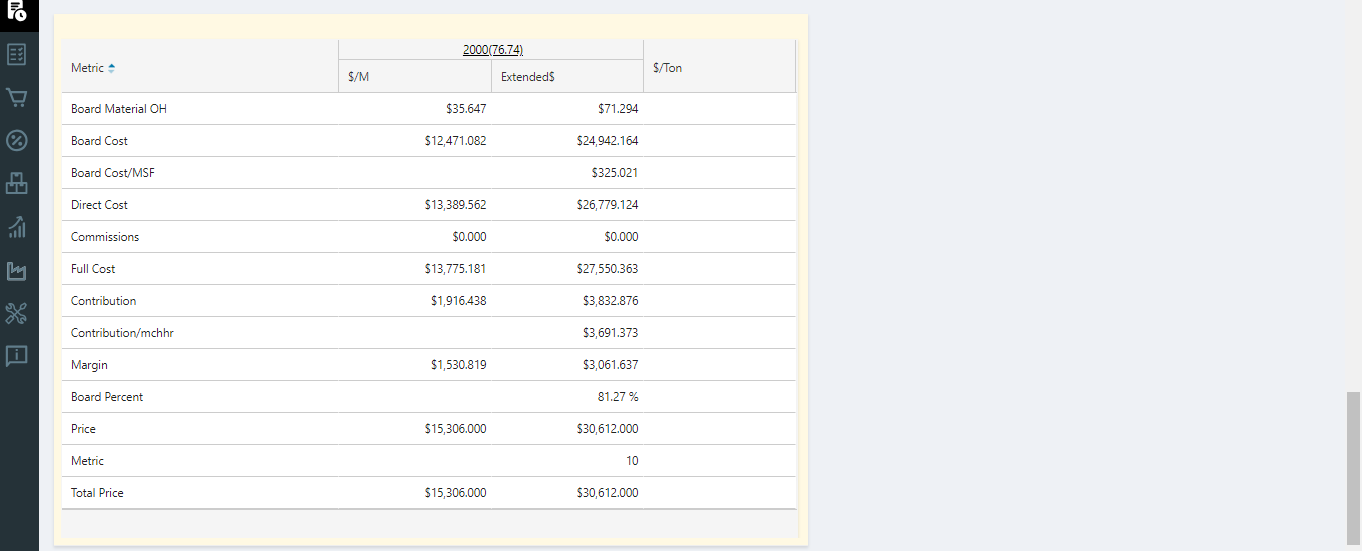 2000(76.74)
Metric $/Ton
$/M Extended$
Board Material OH $35.647 $71.294
Board Cost $12,471.082 $24,942.164
Board Cost/MSF $325.021
Direct Cost $13,389.562 $26,779.124
Commissions $0.000 $0.000
Full Cost $13,775.181 $27,550.363
Contribution $1,916.438 $3,832.876
Contribution/mchhr $3,691.373
Margin $1,530.819 $3,061.637
Board Percent 81.27 %
Price $15,306.000 $30,612.000
Metric 10
Total Price $15,306.000 $30,612.000